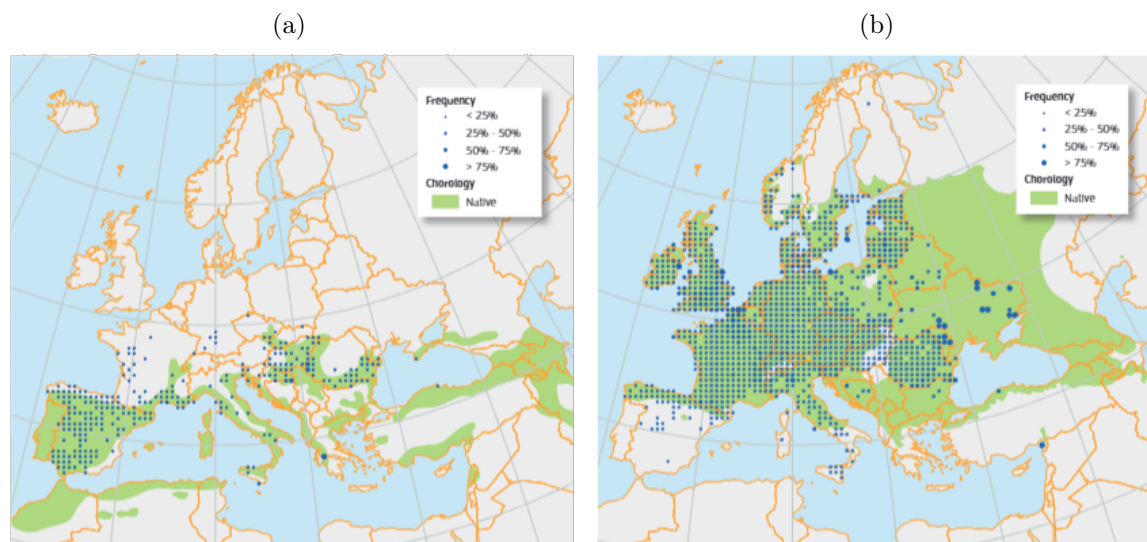 (a)
(b)
Frequency
< 25%
25% - 50%
50% - 75%
> 75%
Chorology
Native
Frequency
< 25%
25% - 50%
50% - 75%
> 75%
Chorology
Native